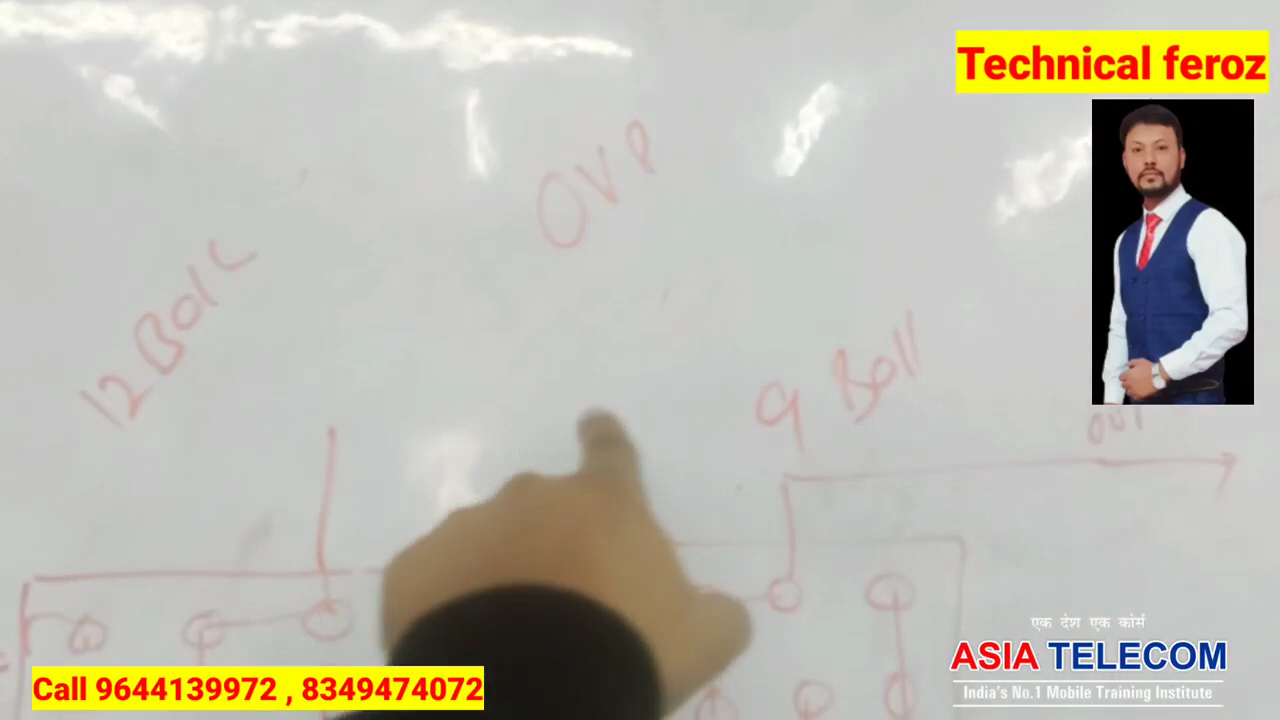 Technical feroz
OVP
12 Ball
9 Ball
OUT
एक देश एक कोर्स
ASIA TELECOM
India's No.1 Mobile Training Institute
Call 9644139972 , 8349474072